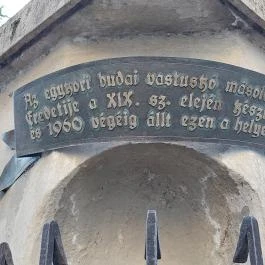 Az egykori budai vastuskó másol
Eredetije a XIX. sz. elején készü
és 1960 végéig állt ezen a helye